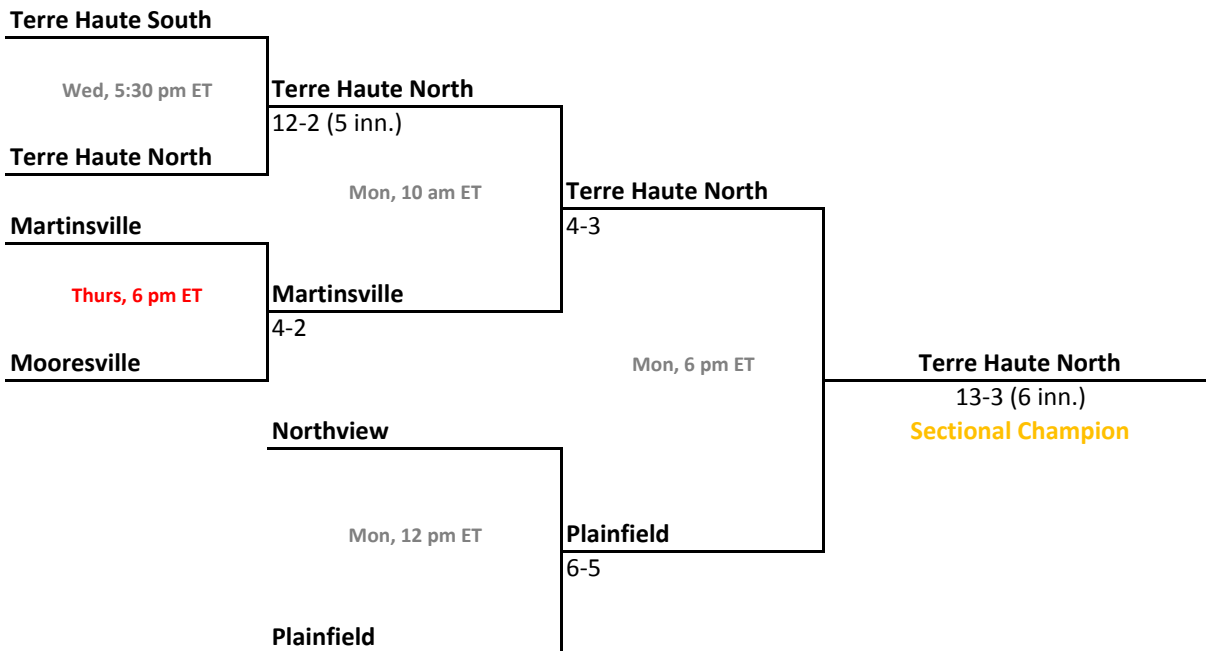 Terre Haute South
Wed, 5:30 pm ET
Terre Haute North
12-2 (5 inn.)
Terre Haute North
Mon, 10 am ET
Terre Haute North
4-3
Martinsville
Thurs, 6 pm ET
Martinsville
4-2
Mooresville
Mon, 6 pm ET
Terre Haute North
13-3 (6 inn.)
Sectional Champion
Northview
Mon, 12 pm ET
Plainfield
6-5
Plainfield